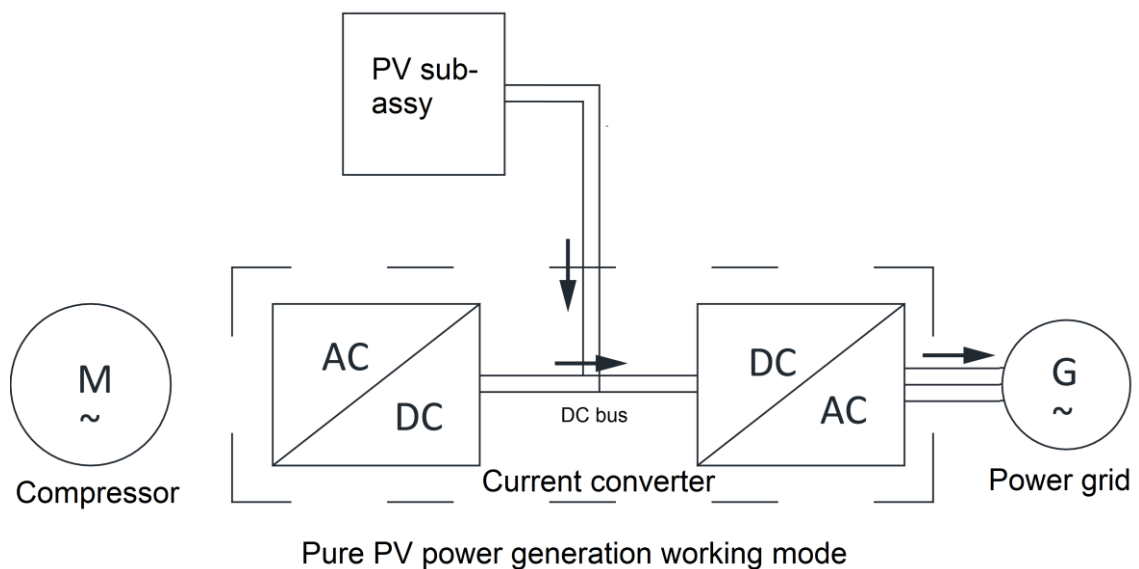 PV sub-
assy
AC
DC
DC
AC
M
~
G
~
DC bus
Compressor
Current converter
Power grid
Pure PV power generation working mode